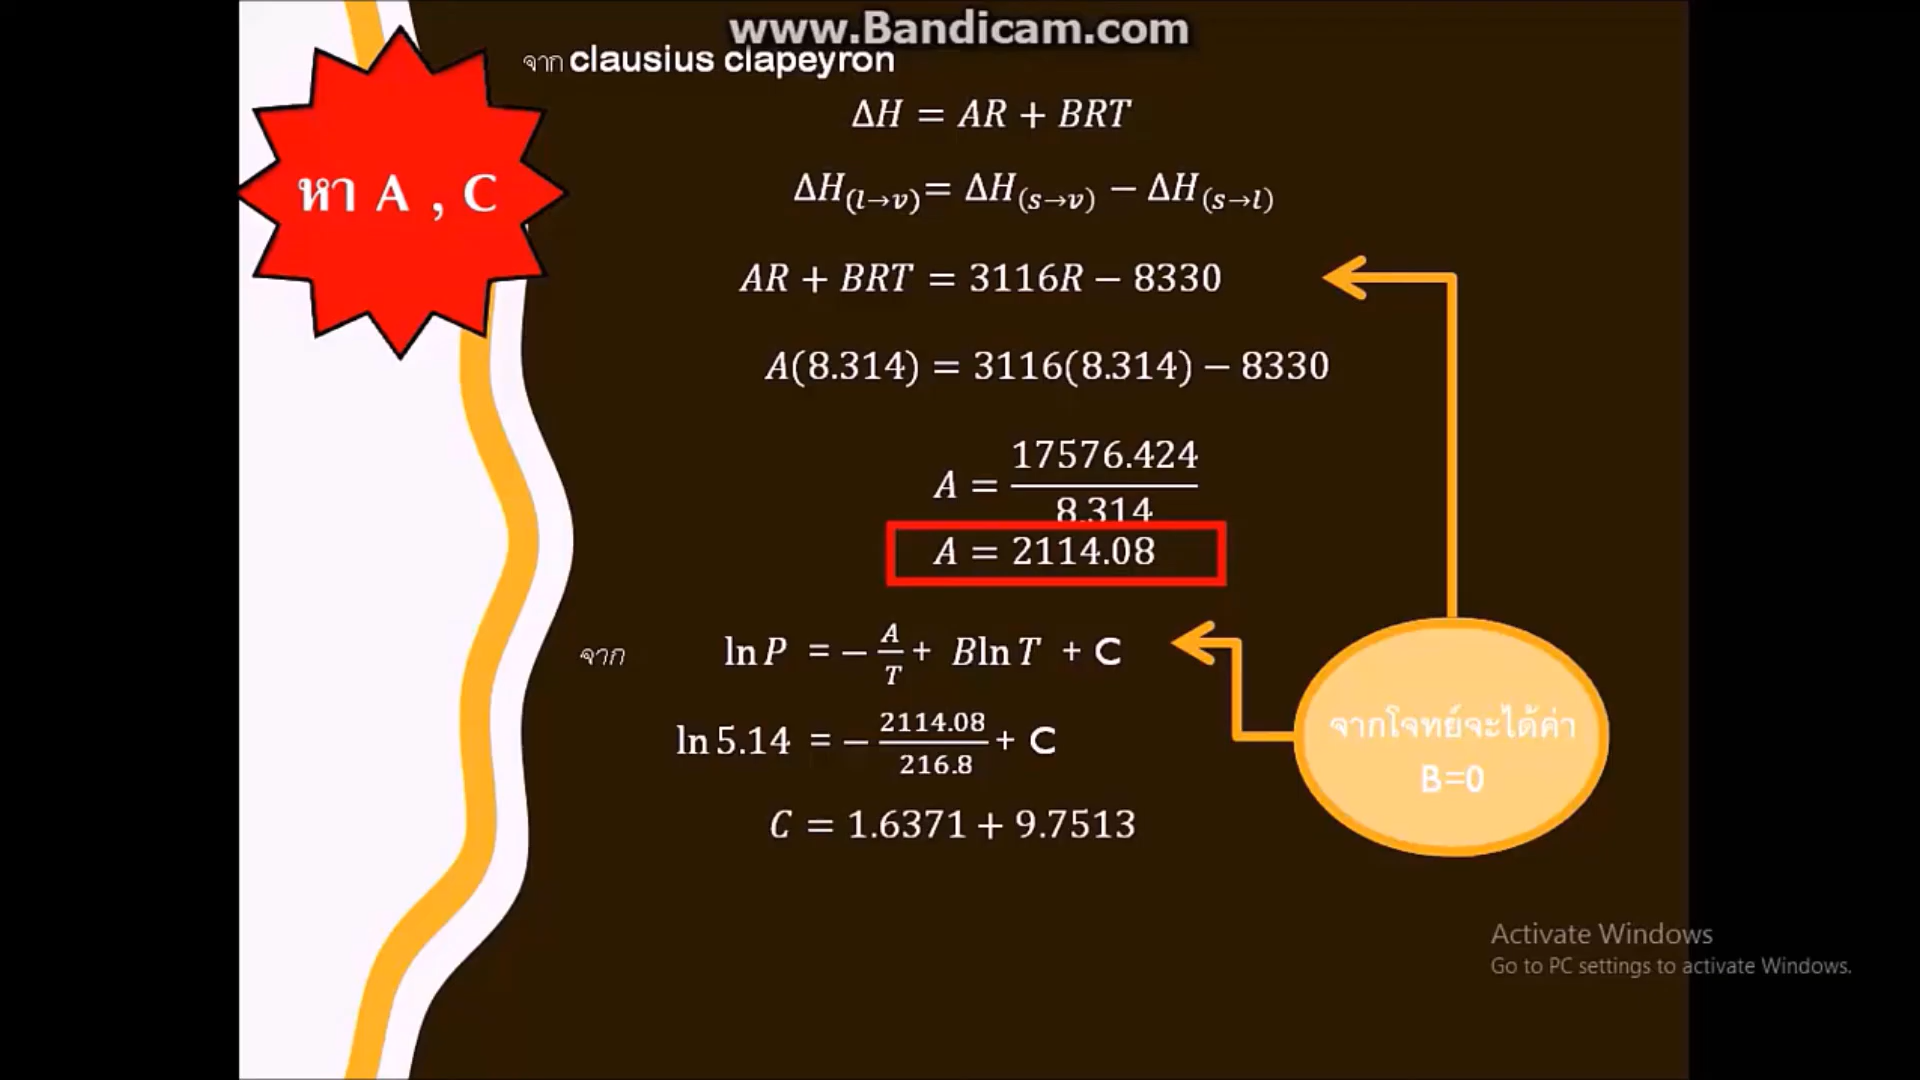 www.Bandicam.com
จาก clausius clapeyron
หา A , C
ΔH = AR + BRT
ΔH(l→v)= ΔH(s→v) − ΔH(s→l)
AR + BRT = 3116R − 8330
A(8.314) = 3116(8.314) − 8330
A = 17576.424/8.314
A = 2114.08
จาก ln P = − A/T + Bln T + C
ln 5.14 = − 2114.08/216.8 + C
C = 1.6371 + 9.7513
จากโจทย์จะได้ค่า
B=0
Activate Windows
Go to PC settings to activate Windows.